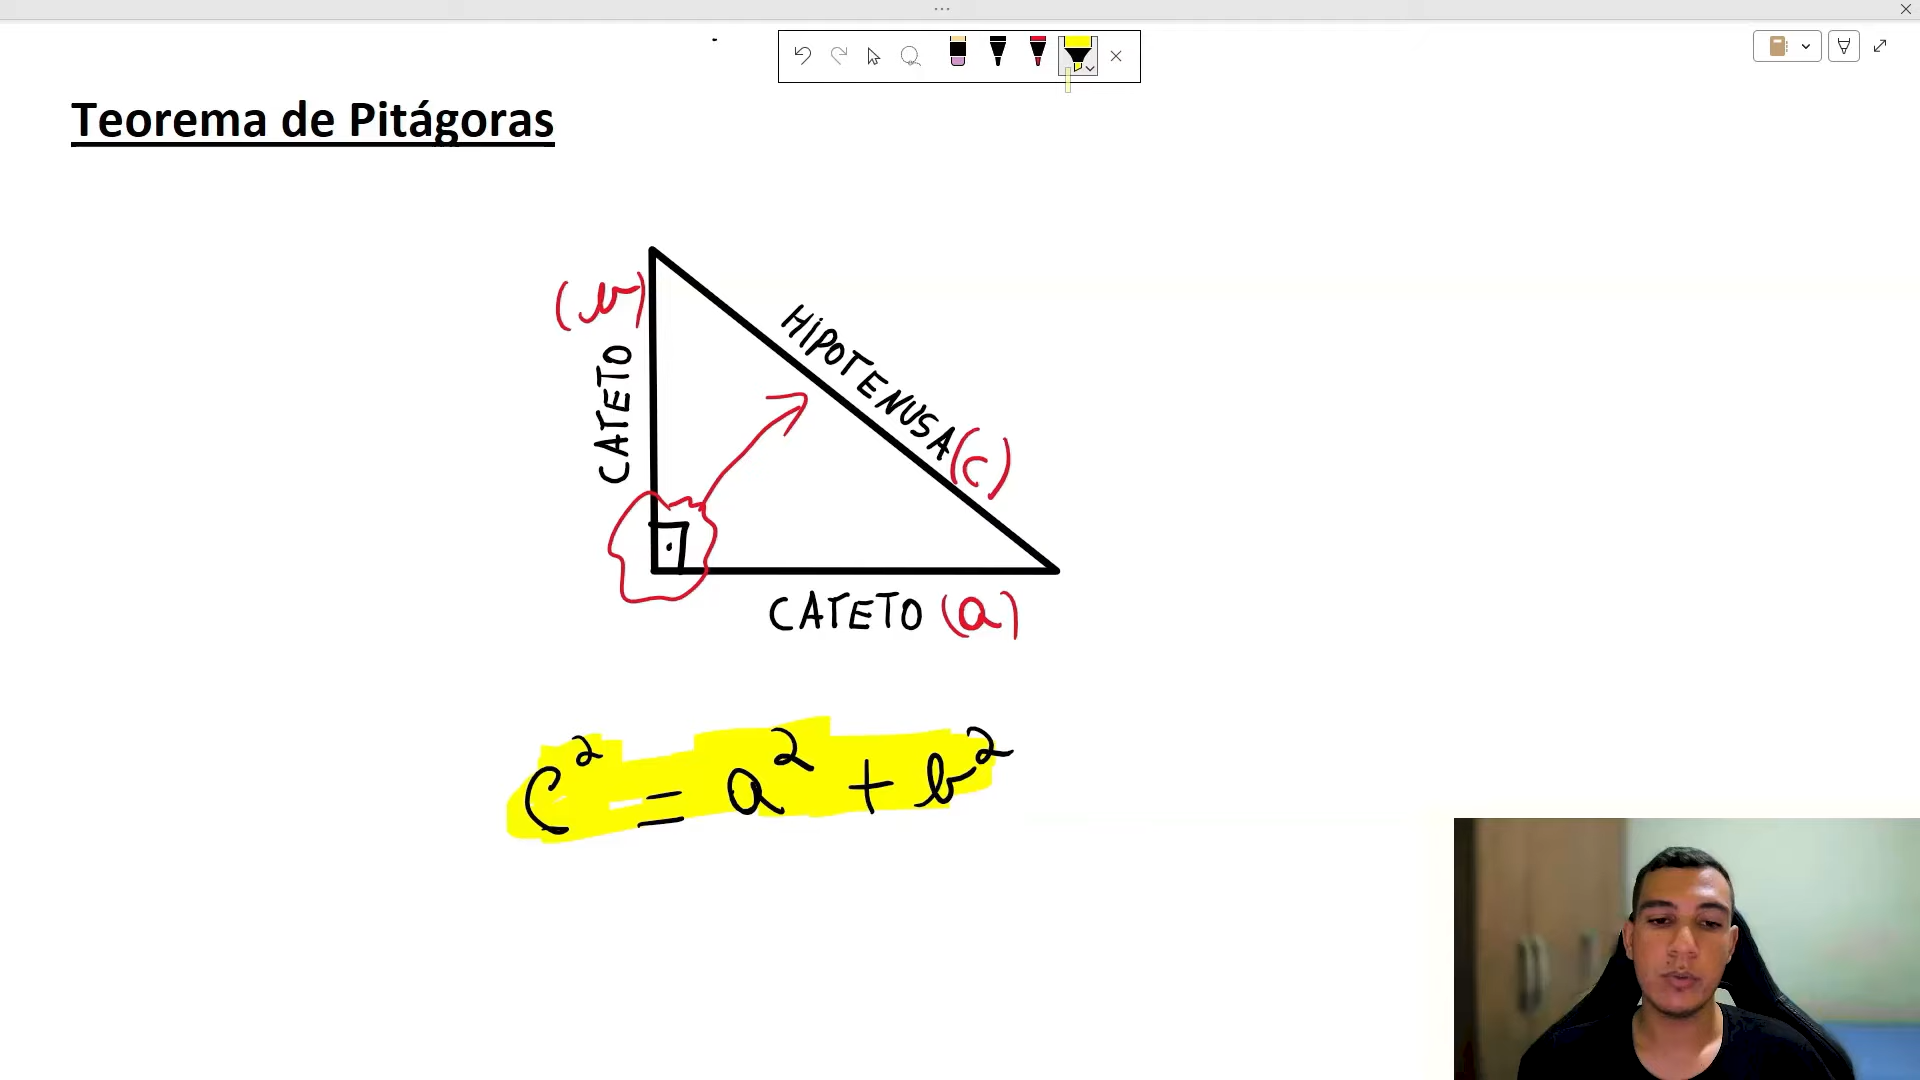 Teorema de Pitágoras
(b)
CATETO
HIPOTENUSA (c)
CATETO (a)
c² = a² + b²